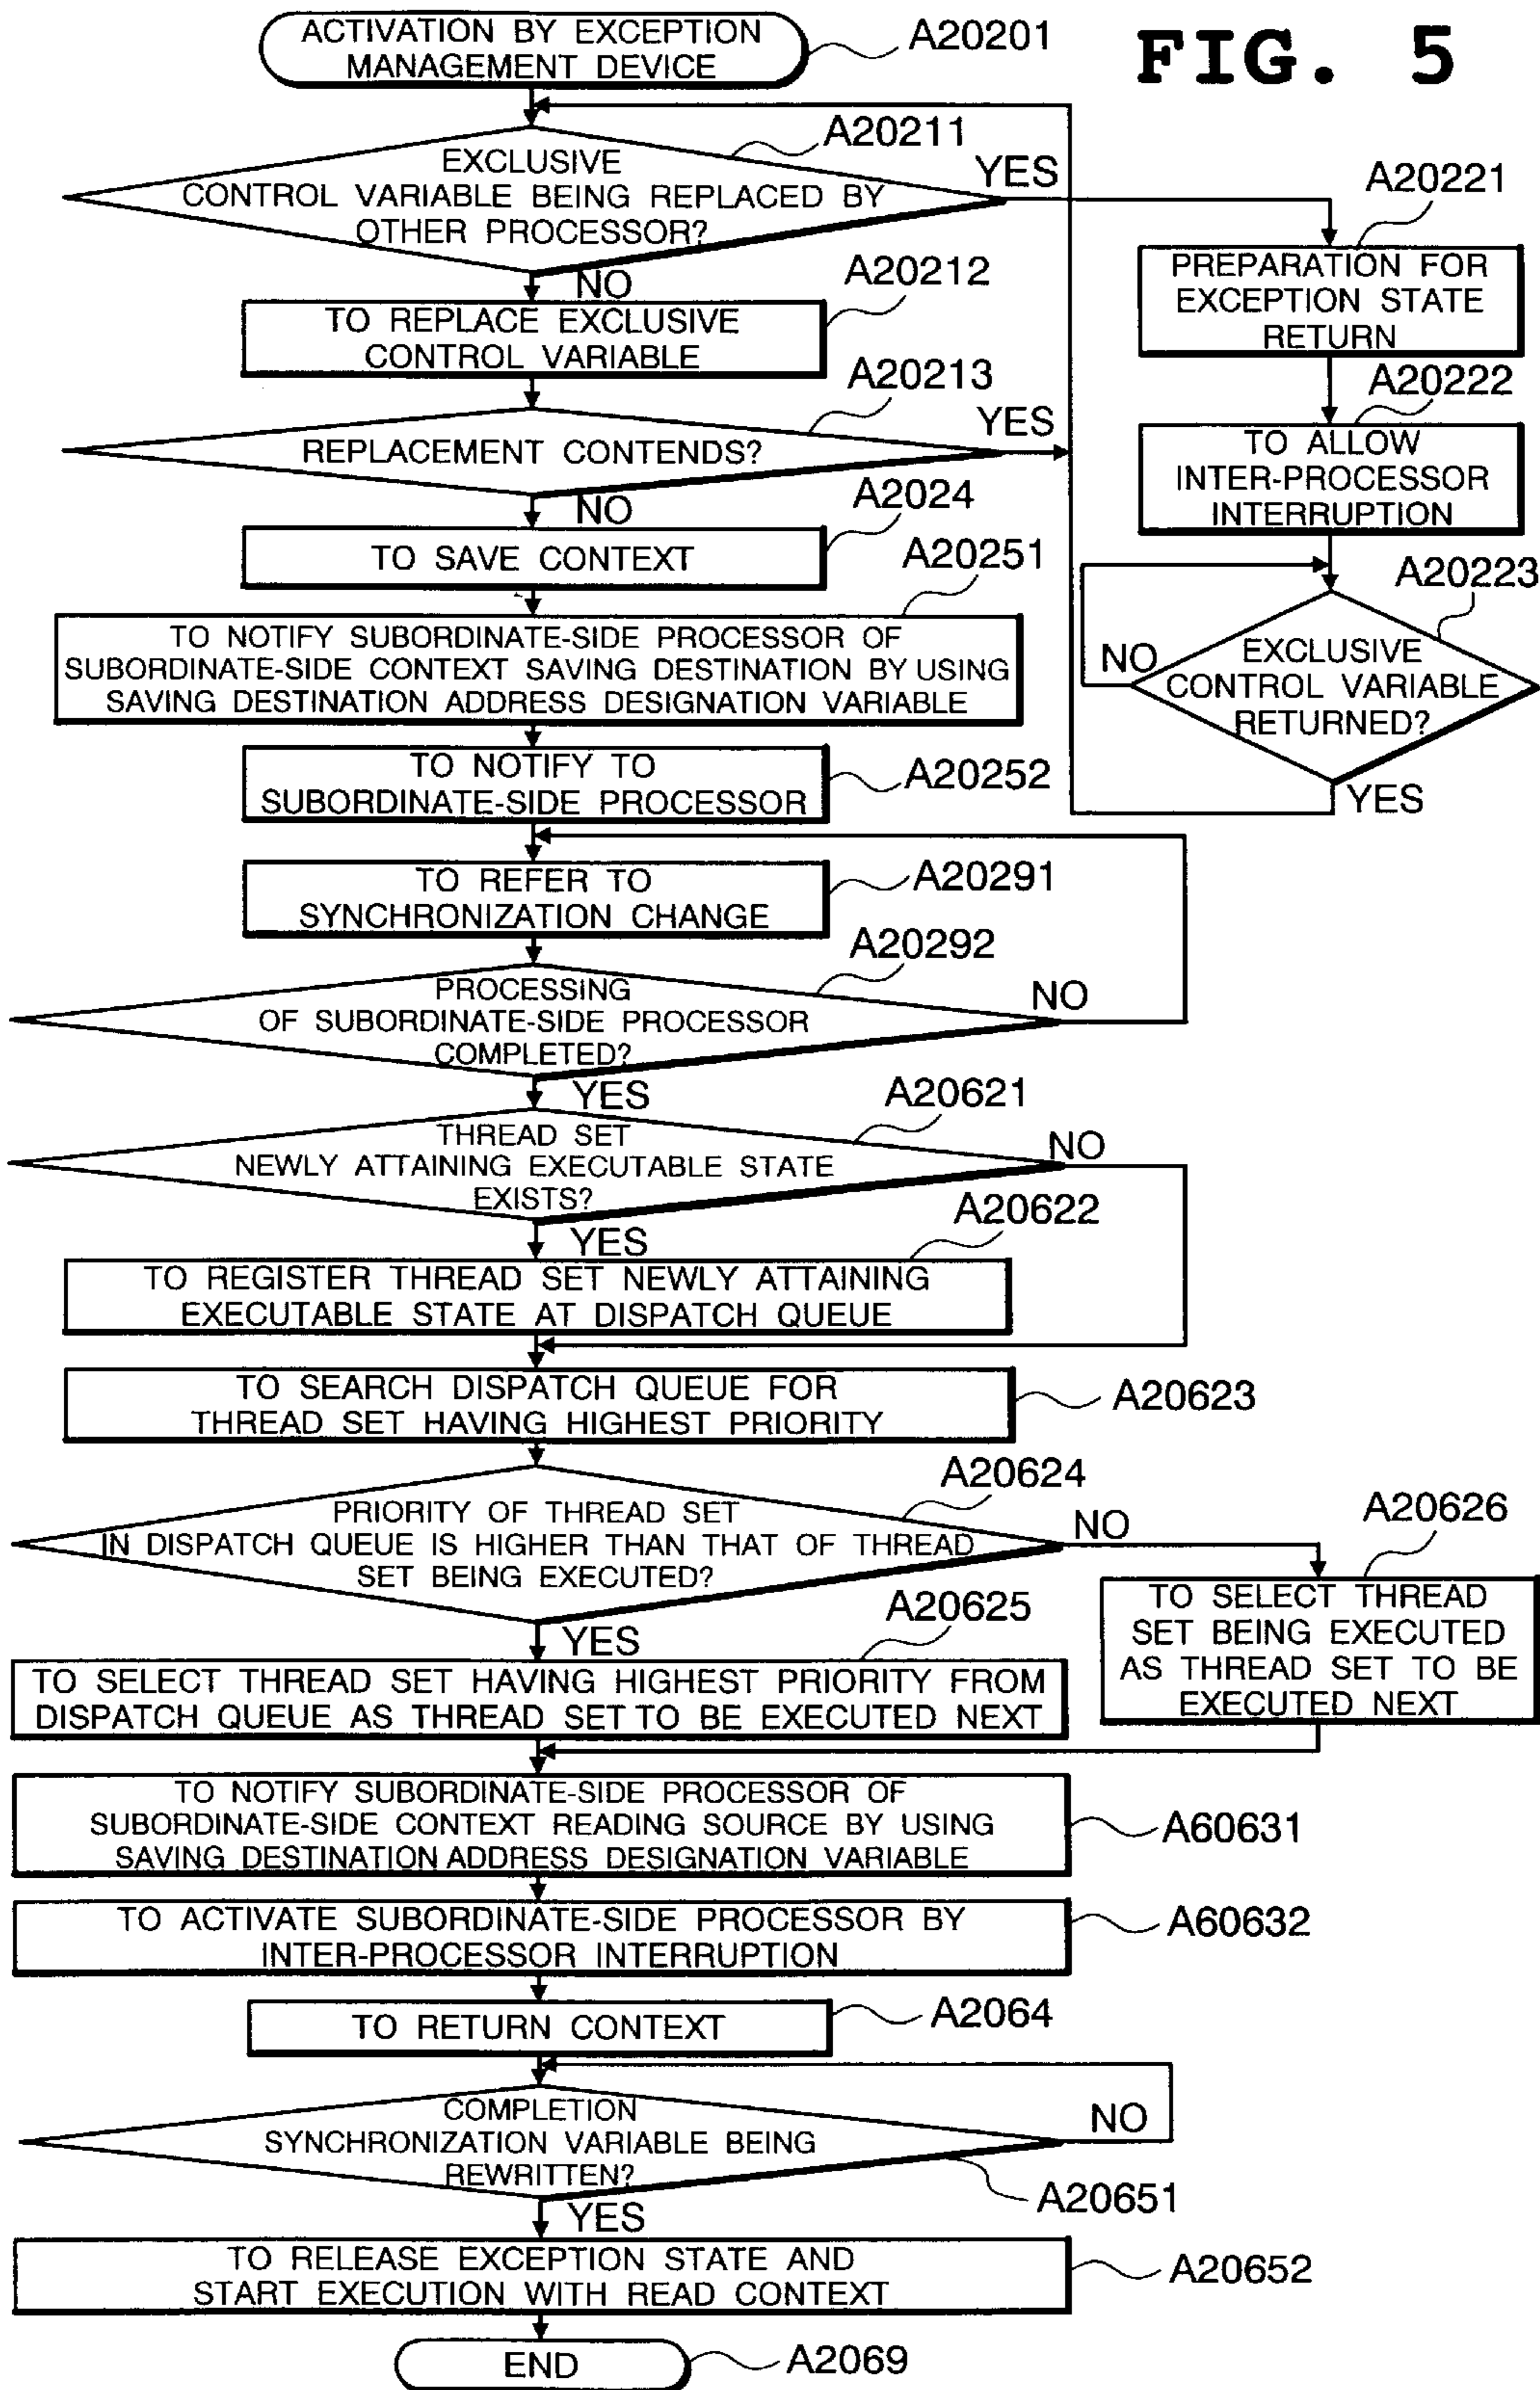 FIG. 5
ACTIVATION BY EXCEPTION
MANAGEMENT DEVICE
A20201
A20211
EXCLUSIVE
CONTROL VARIABLE BEING REPLACED BY
OTHER PROCESSOR?
YES
NO
A20221
PREPARATION FOR
EXCEPTION STATE
RETURN
A20212
TO REPLACE EXCLUSIVE
CONTROL VARIABLE
A20222
TO ALLOW
INTER-PROCESSOR
INTERRUPTION
A20213
REPLACEMENT CONTENDS?
YES
NO
A2024
TO SAVE CONTEXT
A20223
EXCLUSIVE
CONTROL VARIABLE
RETURNED?
NO
YES
A20251
TO NOTIFY SUBORDINATE-SIDE PROCESSOR OF
SUBORDINATE-SIDE CONTEXT SAVING DESTINATION BY USING
SAVING DESTINATION ADDRESS DESIGNATION VARIABLE
TO NOTIFY TO
SUBORDINATE-SIDE PROCESSOR
A20252
TO REFER TO
SYNCHRONIZATION CHANGE
A20291
A20292
PROCESSING
OF SUBORDINATE-SIDE PROCESSOR
COMPLETED?
NO
YES
A20621
THREAD SET
NEWLY ATTAINING EXECUTABLE STATE
EXISTS?
NO
YES
A20622
TO REGISTER THREAD SET NEWLY ATTAINING
EXECUTABLE STATE AT DISPATCH QUEUE
TO SEARCH DISPATCH QUEUE FOR
THREAD SET HAVING HIGHEST PRIORITY
A20623
A20624
PRIORITY OF THREAD SET
IN DISPATCH QUEUE IS HIGHER THAN THAT OF THREAD
SET BEING EXECUTED?
NO
YES
A20626
TO SELECT THREAD
SET BEING EXECUTED
AS THREAD SET TO BE
EXECUTED NEXT
A20625
TO SELECT THREAD SET HAVING HIGHEST PRIORITY FROM
DISPATCH QUEUE AS THREAD SET TO BE EXECUTED NEXT
TO NOTIFY SUBORDINATE-SIDE PROCESSOR OF
SUBORDINATE-SIDE CONTEXT READING SOURCE BY USING
SAVING DESTINATION ADDRESS DESIGNATION VARIABLE
A60631
TO ACTIVATE SUBORDINATE-SIDE PROCESSOR BY
INTER-PROCESSOR INTERRUPTION
A60632
TO RETURN CONTEXT
A2064
COMPLETION
SYNCHRONIZATION VARIABLE BEING
REWRITTEN?
NO
A20651
YES
TO RELEASE EXCEPTION STATE AND
START EXECUTION WITH READ CONTEXT
A20652
END
A2069